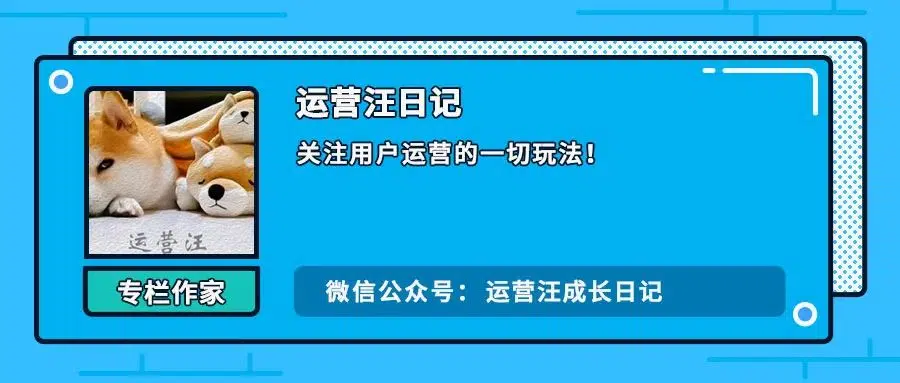 运营汪日记
关注用户运营的一切玩法！
运营汪
专栏作家
微信公众号：运营汪成长日记